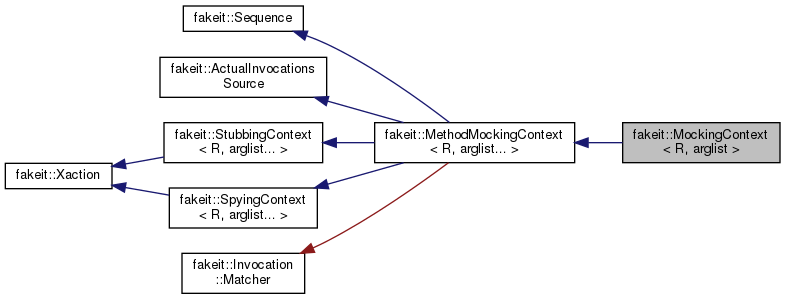 fakeit::Sequence
fakeit::ActualInvocations
Source
fakeit::StubbingContext
< R, arglist... >
fakeit::MethodMockingContext
< R, arglist... >
fakeit::MockingContext
< R, arglist >
fakeit::Xaction
fakeit::SpyingContext
< R, arglist... >
fakeit::Invocation
::Matcher